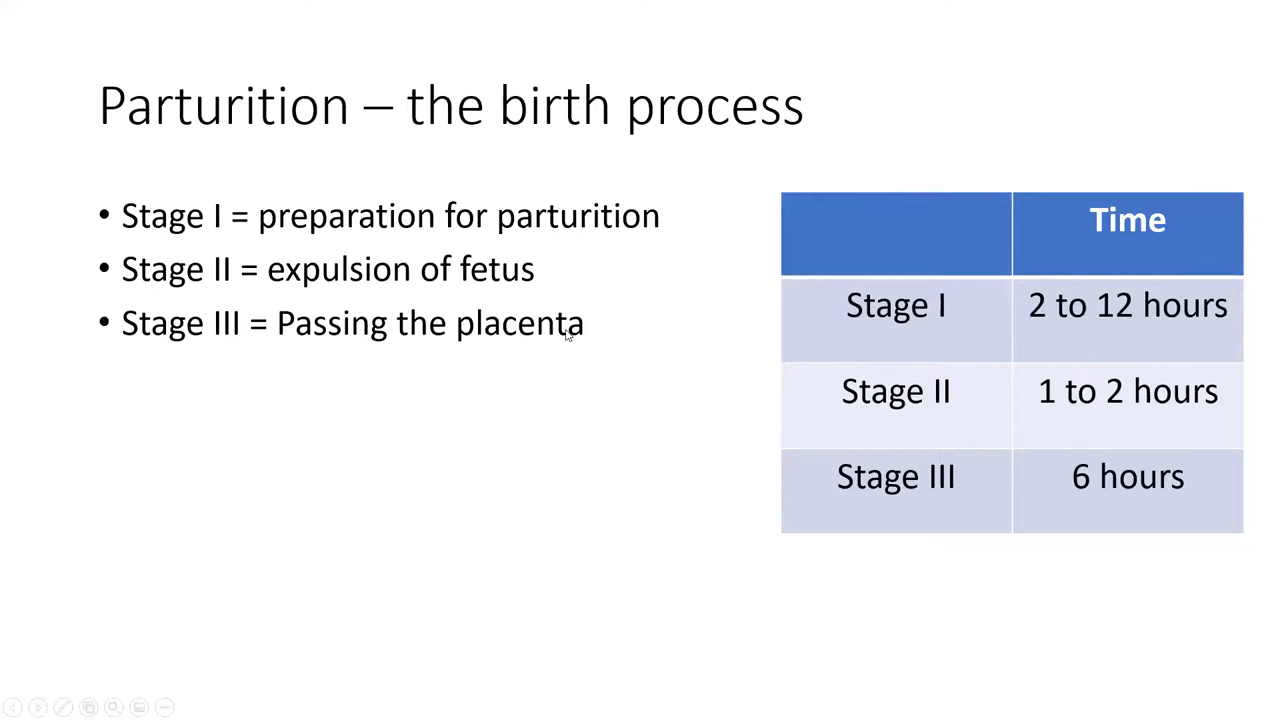 Parturition – the birth process
• Stage I = preparation for parturition
• Stage II = expulsion of fetus
• Stage III = Passing the placenta
Time
Stage I 2 to 12 hours
Stage II 1 to 2 hours
Stage III 6 hours